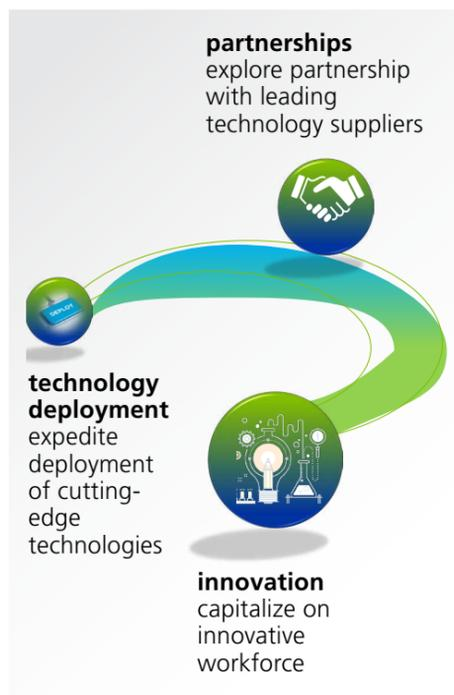 partnerships
explore partnership
with leading
technology suppliers
DEPLOY
technology
deployment
expedite
deployment
of cutting-
edge
technologies
innovation
capitalize on
innovative
workforce